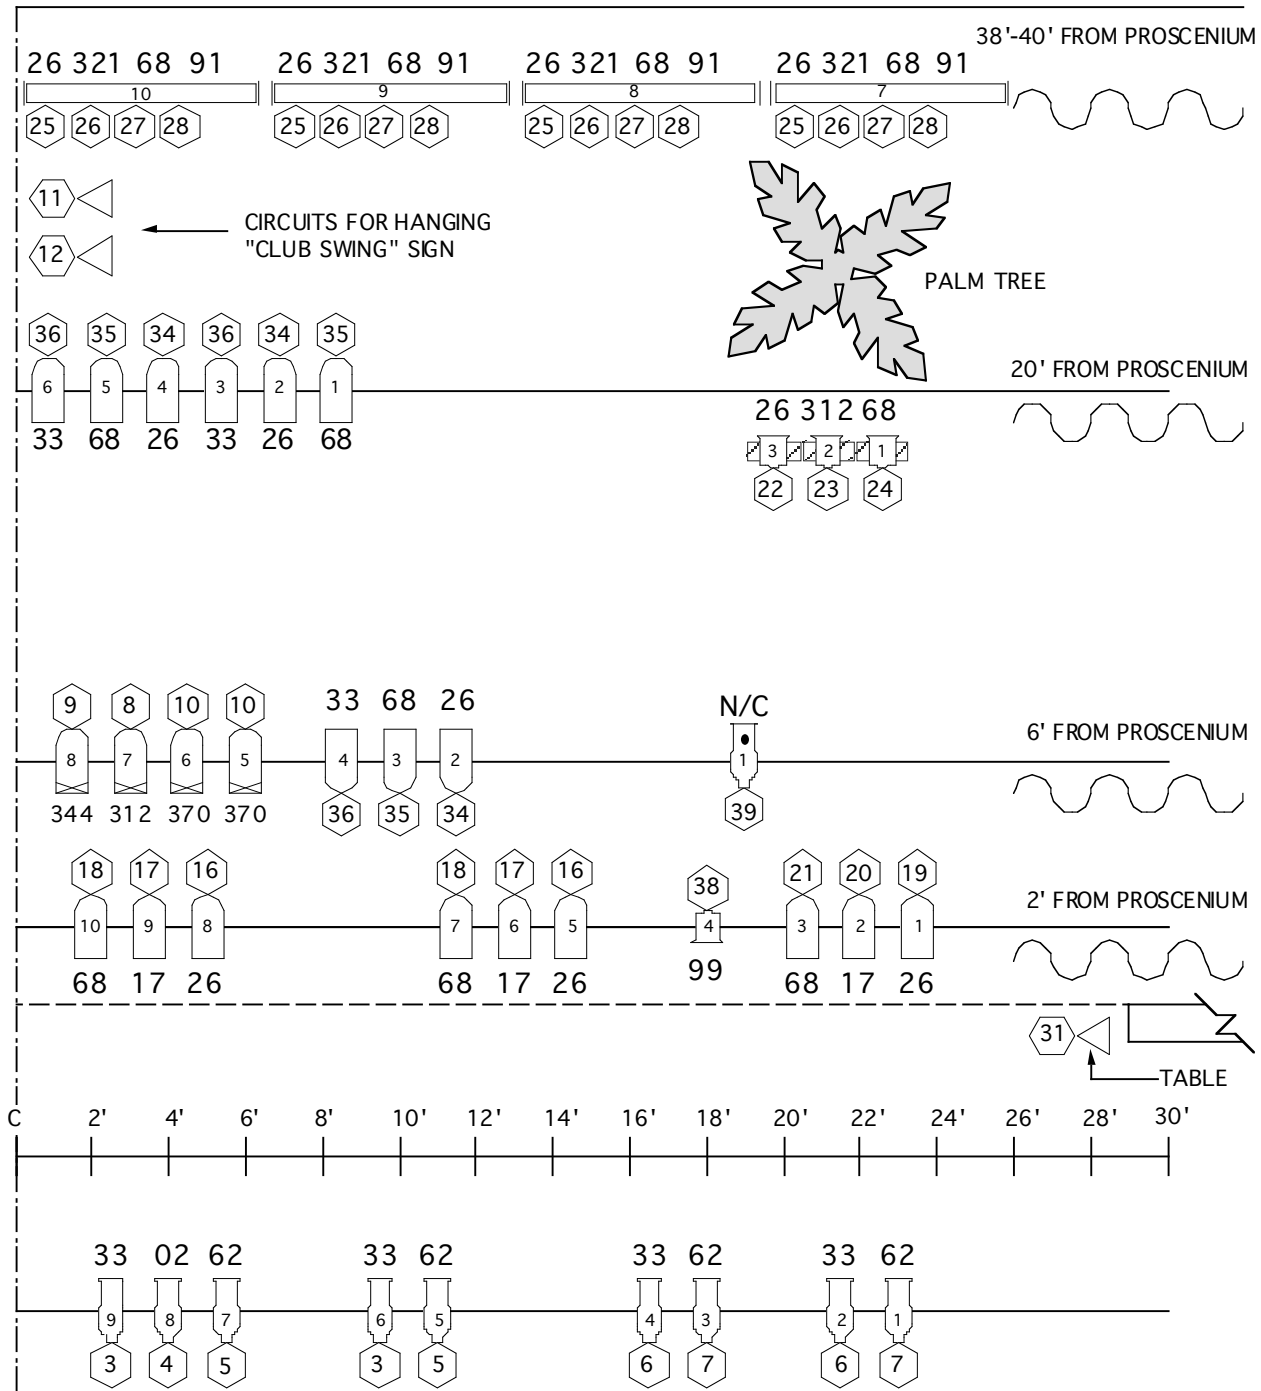 38'-40' FROM PROSCENIUM
26 321 68 91 26 321 68 91 26 321 68 91 26 321 68 91
10 9 8 7
25 26 27 28 25 26 27 28 25 26 27 28 25 26 27 28
11
CIRCUITS FOR HANGING
"CLUB SWING" SIGN
12
PALM TREE
36 35 34 36 34 35
20' FROM PROSCENIUM
6 5 4 3 2 1
33 68 26 33 26 68
26 312 68
3 2 1
22 23 24
9 8 10 10 33 68 26 N/C
6' FROM PROSCENIUM
8 7 6 5 4 3 2 1
344 312 370 370 36 35 34 39
18 17 16 18 17 16 38 21 20 19
2' FROM PROSCENIUM
10 9 8 7 6 5 4 3 2 1
68 17 26 68 17 26 99 68 17 26
31
TABLE
C 2' 4' 6' 8' 10' 12' 14' 16' 18' 20' 22' 24' 26' 28' 30'
33 02 62 33 62 33 62 33 62
9 8 7 6 5 4 3 2 1
3 4 5 3 5 6 7 6 7